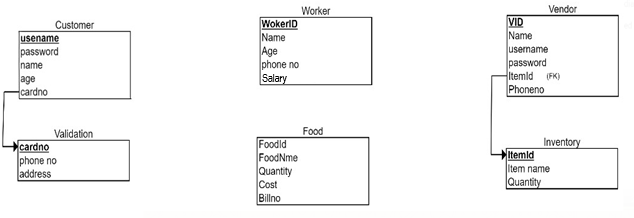 Customer
usename
password
name
age
cardno
Validation
cardno
phone no
address
Worker
WokerID
Name
Age
phone no
Salary
Food
FoodId
FoodNme
Quantity
Cost
Billno
Vendor
VID
Name
username
password
ItemId (FK)
Phoneno
Inventory
ItemId
Item name
Quantity